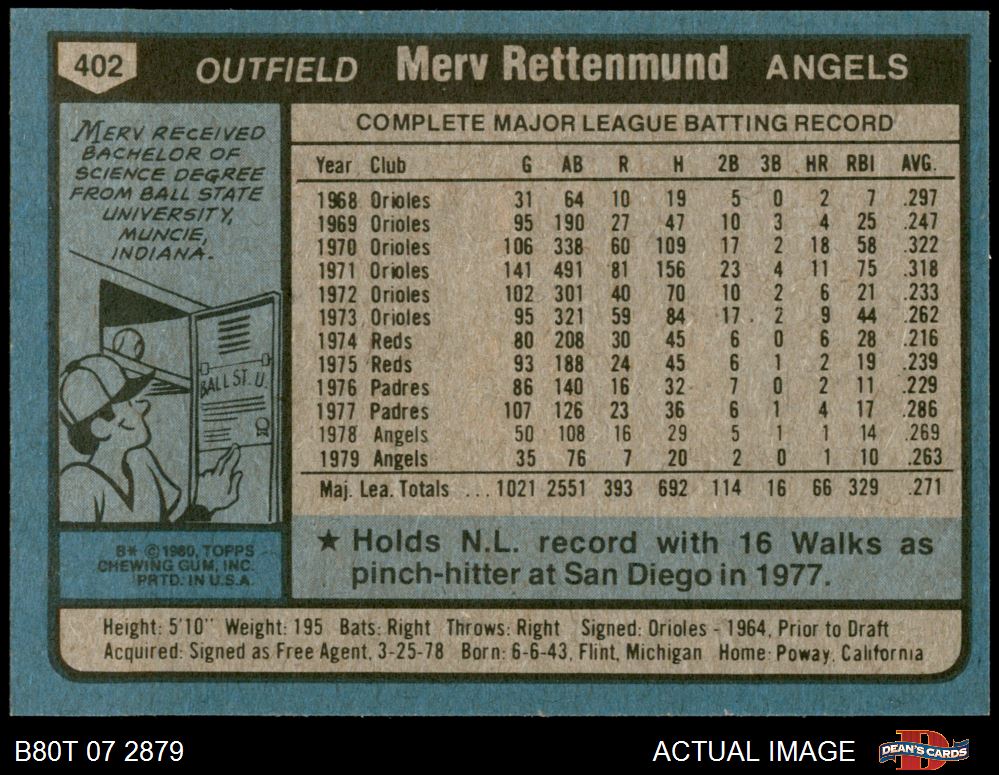 402 OUTFIELD Merv Rettenmund ANGELS
MERV RECEIVED
BACHELOR OF
SCIENCE DEGREE
FROM BALL STATE
UNIVERSITY,
MUNCIE,
INDIANA.
BALL ST. U.
B* © 1980, TOPPS
CHEWING GUM, INC.
PRTD. IN U.S.A.
COMPLETE MAJOR LEAGUE BATTING RECORD
Year Club G AB R H 2B 3B HR RBI AVG.
1968 Orioles 31 64 10 19 5 0 2 7 .297
1969 Orioles 95 190 27 47 10 3 4 25 .247
1970 Orioles 106 338 60 109 17 2 18 58 .322
1971 Orioles 141 491 81 156 23 4 11 75 .318
1972 Orioles 102 301 40 70 10 2 6 21 .233
1973 Orioles 95 321 59 84 17 2 9 44 .262
1974 Reds 80 208 30 45 6 0 6 28 .216
1975 Reds 93 188 24 45 6 1 2 19 .239
1976 Padres 86 140 16 32 7 0 2 11 .229
1977 Padres 107 126 23 36 6 1 4 17 .286
1978 Angels 50 108 16 29 5 1 1 14 .269
1979 Angels 35 76 7 20 2 0 1 10 .263
Maj. Lea. Totals ... 1021 2551 393 692 114 16 66 329 .271
★ Holds N.L. record with 16 Walks as
pinch-hitter at San Diego in 1977.
Height: 5'10" Weight: 195 Bats: Right Throws: Right Signed: Orioles - 1964, Prior to Draft
Acquired: Signed as Free Agent, 3-25-78 Born: 6-6-43, Flint, Michigan Home: Poway, California
B80T 07 2879 ACTUAL IMAGE D DEAN'S CARDS